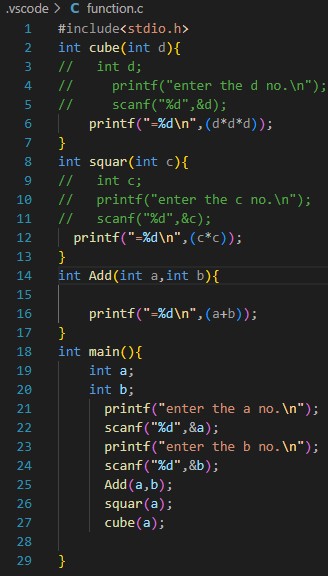 .vscode > C function.c
1 #include<stdio.h>
2 int cube(int d){
3 //   int d;
4 //     printf("enter the d no.\n");
5 //     scanf("%d",&d);
6     printf("=%d\n",(d*d*d));
7 }
8 int squar(int c){
9 //   int c;
10 //   printf("enter the c no.\n");
11 //   scanf("%d",&c);
12   printf("=%d\n",(c*c));
13 }
14 int Add(int a,int b){
15
16     printf("=%d\n",(a+b));
17 }
18 int main(){
19     int a;
20     int b;
21       printf("enter the a no.\n");
22       scanf("%d",&a);
23       printf("enter the b no.\n");
24       scanf("%d",&b);
25       Add(a,b);
26       squar(a);
27       cube(a);
28
29 }